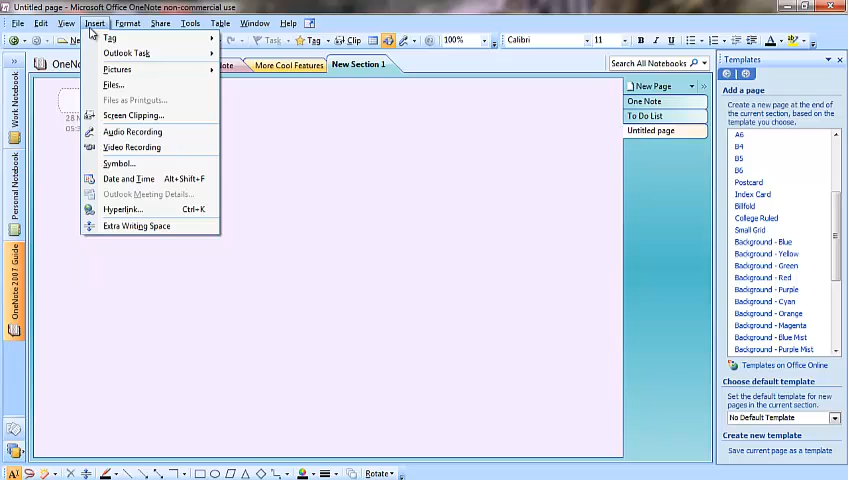 Untitled page - Microsoft Office OneNote non-commercial use
File Edit View Insert Format Share Tools Table Window Help
Task Tag Clip 100% Calibri 11 B I U
More Cool Features New Section 1 Search All Notebooks
Tag
Outlook Task
Pictures
Files...
Files as Printouts...
Screen Clipping...
Audio Recording
Video Recording
Symbol...
Date and Time Alt+Shift+F
Outlook Meeting Details...
Hyperlink... Ctrl+K
Extra Writing Space
Work Notebook
Personal Notebook
OneNote 2007 Guide
New Page
One Note
To Do List
Untitled page
Templates
Add a page
Create a new page at the end of
the current section, based on
the template you choose.
A6
B4
B5
B6
Postcard
Index Card
Billfold
College Ruled
Small Grid
Background - Blue
Background - Yellow
Background - Green
Background - Red
Background - Purple
Background - Cyan
Background - Orange
Background - Magenta
Background - Blue Mist
Background - Purple Mist
Templates on Office Online
Choose default template
Set the default template for new
pages in the current section.
No Default Template
Create new template
Save current page as a template
Rotate